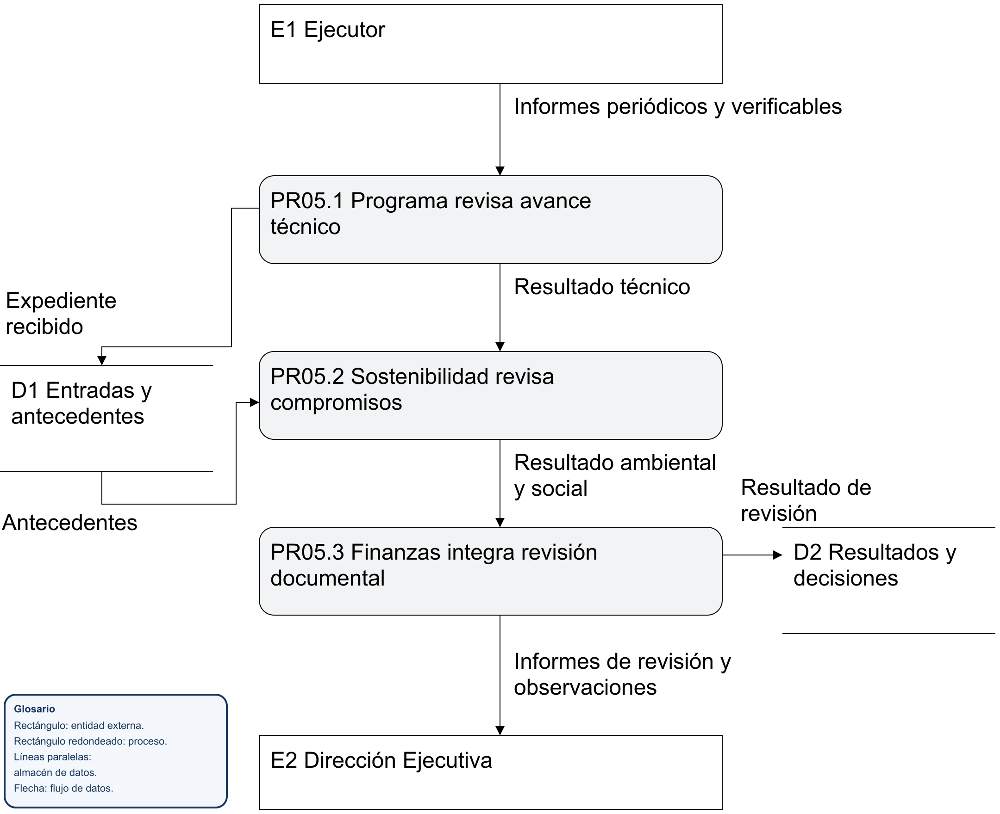 E1 Ejecutor
Informes periódicos y verificables
PR05.1 Programa revisa avance
técnico
Resultado técnico
Expediente
recibido
D1 Entradas y
antecedentes
PR05.2 Sostenibilidad revisa
compromisos
Antecedentes
Resultado ambiental
y social
Resultado de
revisión
PR05.3 Finanzas integra revisión
documental
D2 Resultados y
decisiones
Informes de revisión y
observaciones
E2 Dirección Ejecutiva
Glosario
Rectángulo: entidad externa.
Rectángulo redondeado: proceso.
Líneas paralelas:
almacén de datos.
Flecha: flujo de datos.